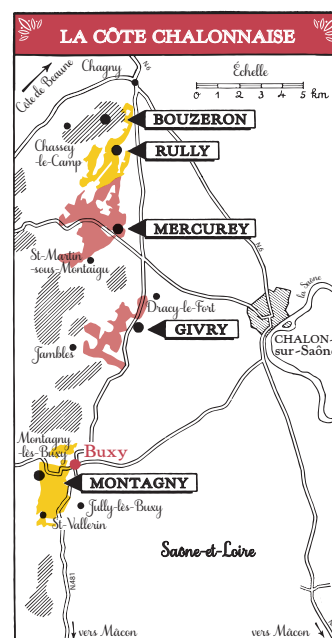 LA CÔTE CHALONNAISE
Chagny
N6
Échelle
0 1 2 3 4 5 km
Côte de Beaune
BOUZERON
Chassey
-le-Camp
RULLY
MERCUREY
N6
St-Martin
-sous-Montaigu
la Saône
Dracy-le-Fort
GIVRY
CHALON-
sur-Saôn
Jambles
Montagny
-lès-Buxy
Buxy
MONTAGNY
Jully-lès-Buxy
St-Vallerin
Saône-et-Loire
N481
vers Mâcon
vers Mâcon